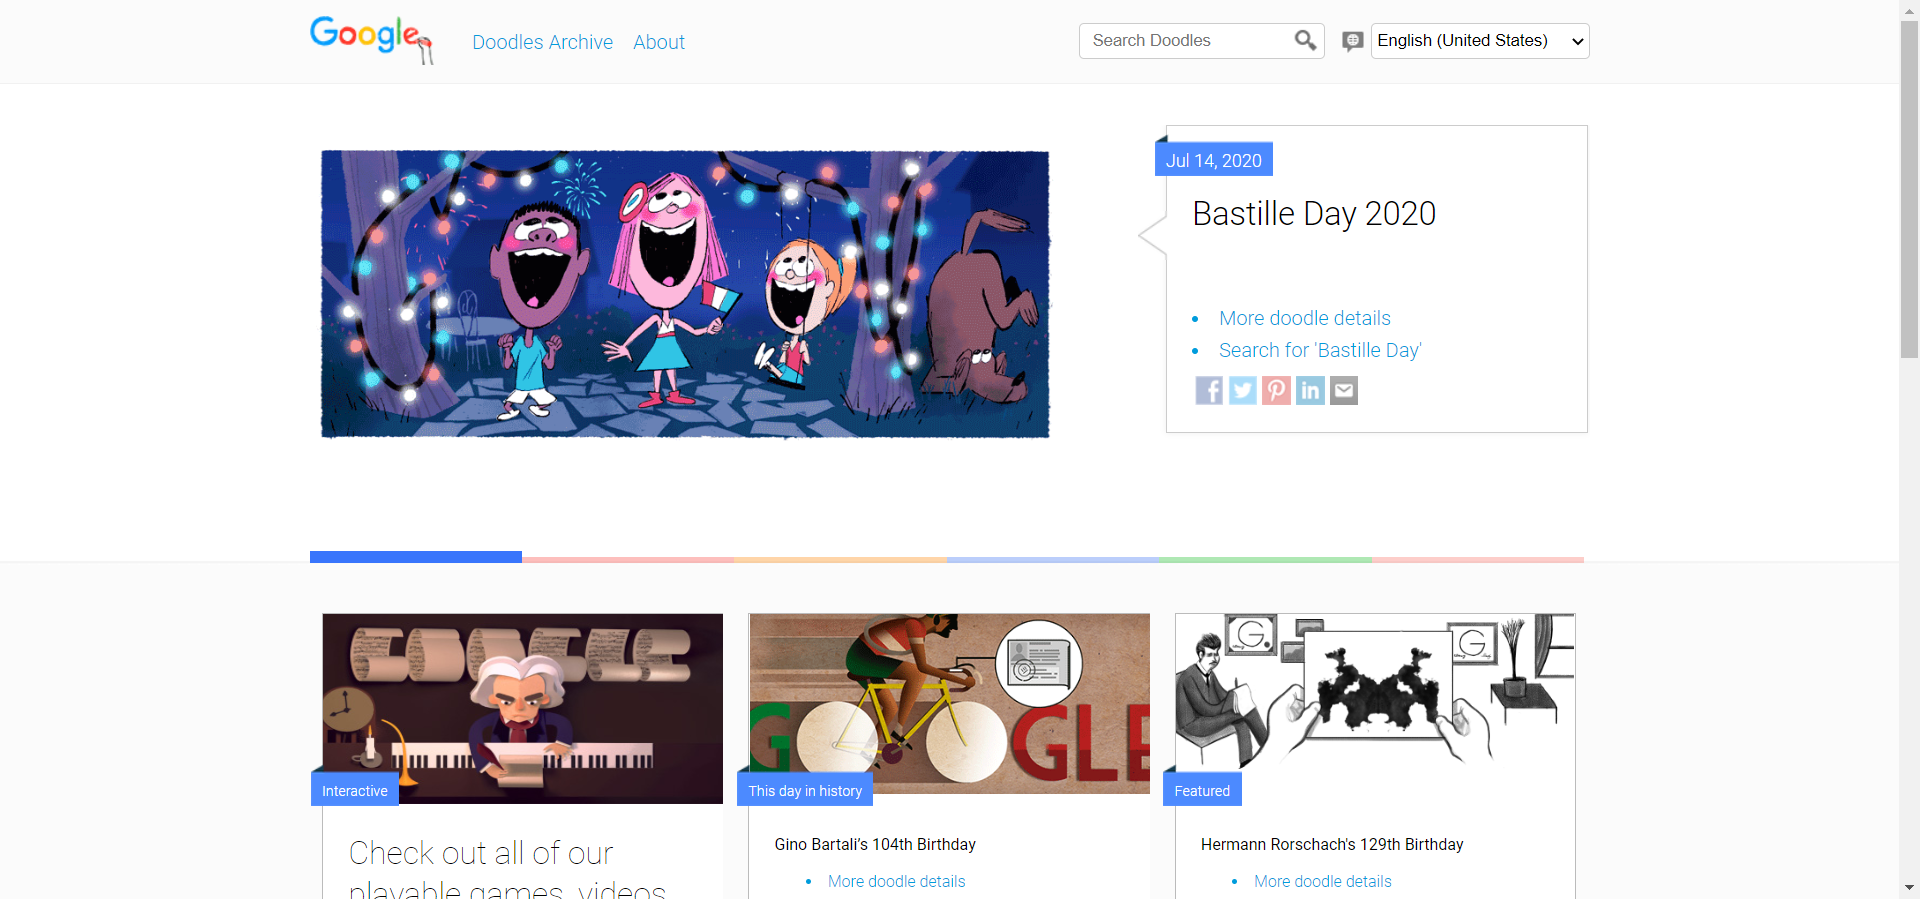 Google
Doodles Archive
About
Search Doodles
English (United States)
Jul 14, 2020
Bastille Day 2020
More doodle details
Search for 'Bastille Day'
GOOGLE
Interactive
Check out all of our
playable games, videos
G GLE
This day in history
Gino Bartali's 104th Birthday
More doodle details
G
G
Featured
Hermann Rorschach's 129th Birthday
More doodle details